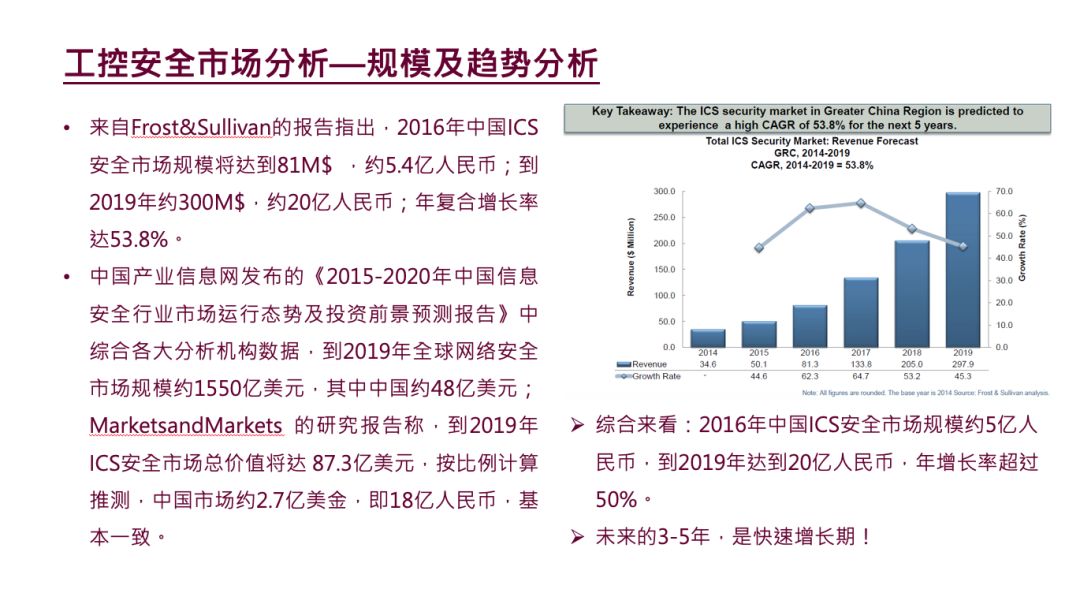 工控安全市场分析—规模及趋势分析
• 来自Frost&Sullivan的报告指出，2016年中国ICS
安全市场规模将达到81M$ ，约5.4亿人民币；到
2019年约300M$，约20亿人民币；年复合增长率
达53.8%。
• 中国产业信息网发布的《2015-2020年中国信息
安全行业市场运行态势及投资前景预测报告》中
综合各大分析机构数据，到2019年全球网络安全
市场规模约1550亿美元，其中中国约48亿美元；
MarketsandMarkets 的研究报告称，到2019年
ICS安全市场总价值将达 87.3亿美元，按比例计算
推测，中国市场约2.7亿美金，即18亿人民币，基
本一致。
Key Takeaway: The ICS security market in Greater China Region is predicted to
experience a high CAGR of 53.8% for the next 5 years.
Total ICS Security Market: Revenue Forecast
GRC, 2014-2019
CAGR, 2014-2019 = 53.8%
Revenue ($ Million)
300.0
250.0
200.0
150.0
100.0
50.0
0.0
70.0
60.0
50.0
40.0
30.0
20.0
10.0
0.0
Growth Rate (%)
2014 2015 2016 2017 2018 2019
Revenue 34.6 50.1 81.3 133.8 205.0 297.9
Growth Rate - 44.6 62.3 64.7 53.2 45.3
Note: All figures are rounded. The base year is 2014 Source: Frost & Sullivan analysis.
➢ 综合来看：2016年中国ICS安全市场规模约5亿人
民币，到2019年达到20亿人民币，年增长率超过
50%。
➢ 未来的3-5年，是快速增长期！